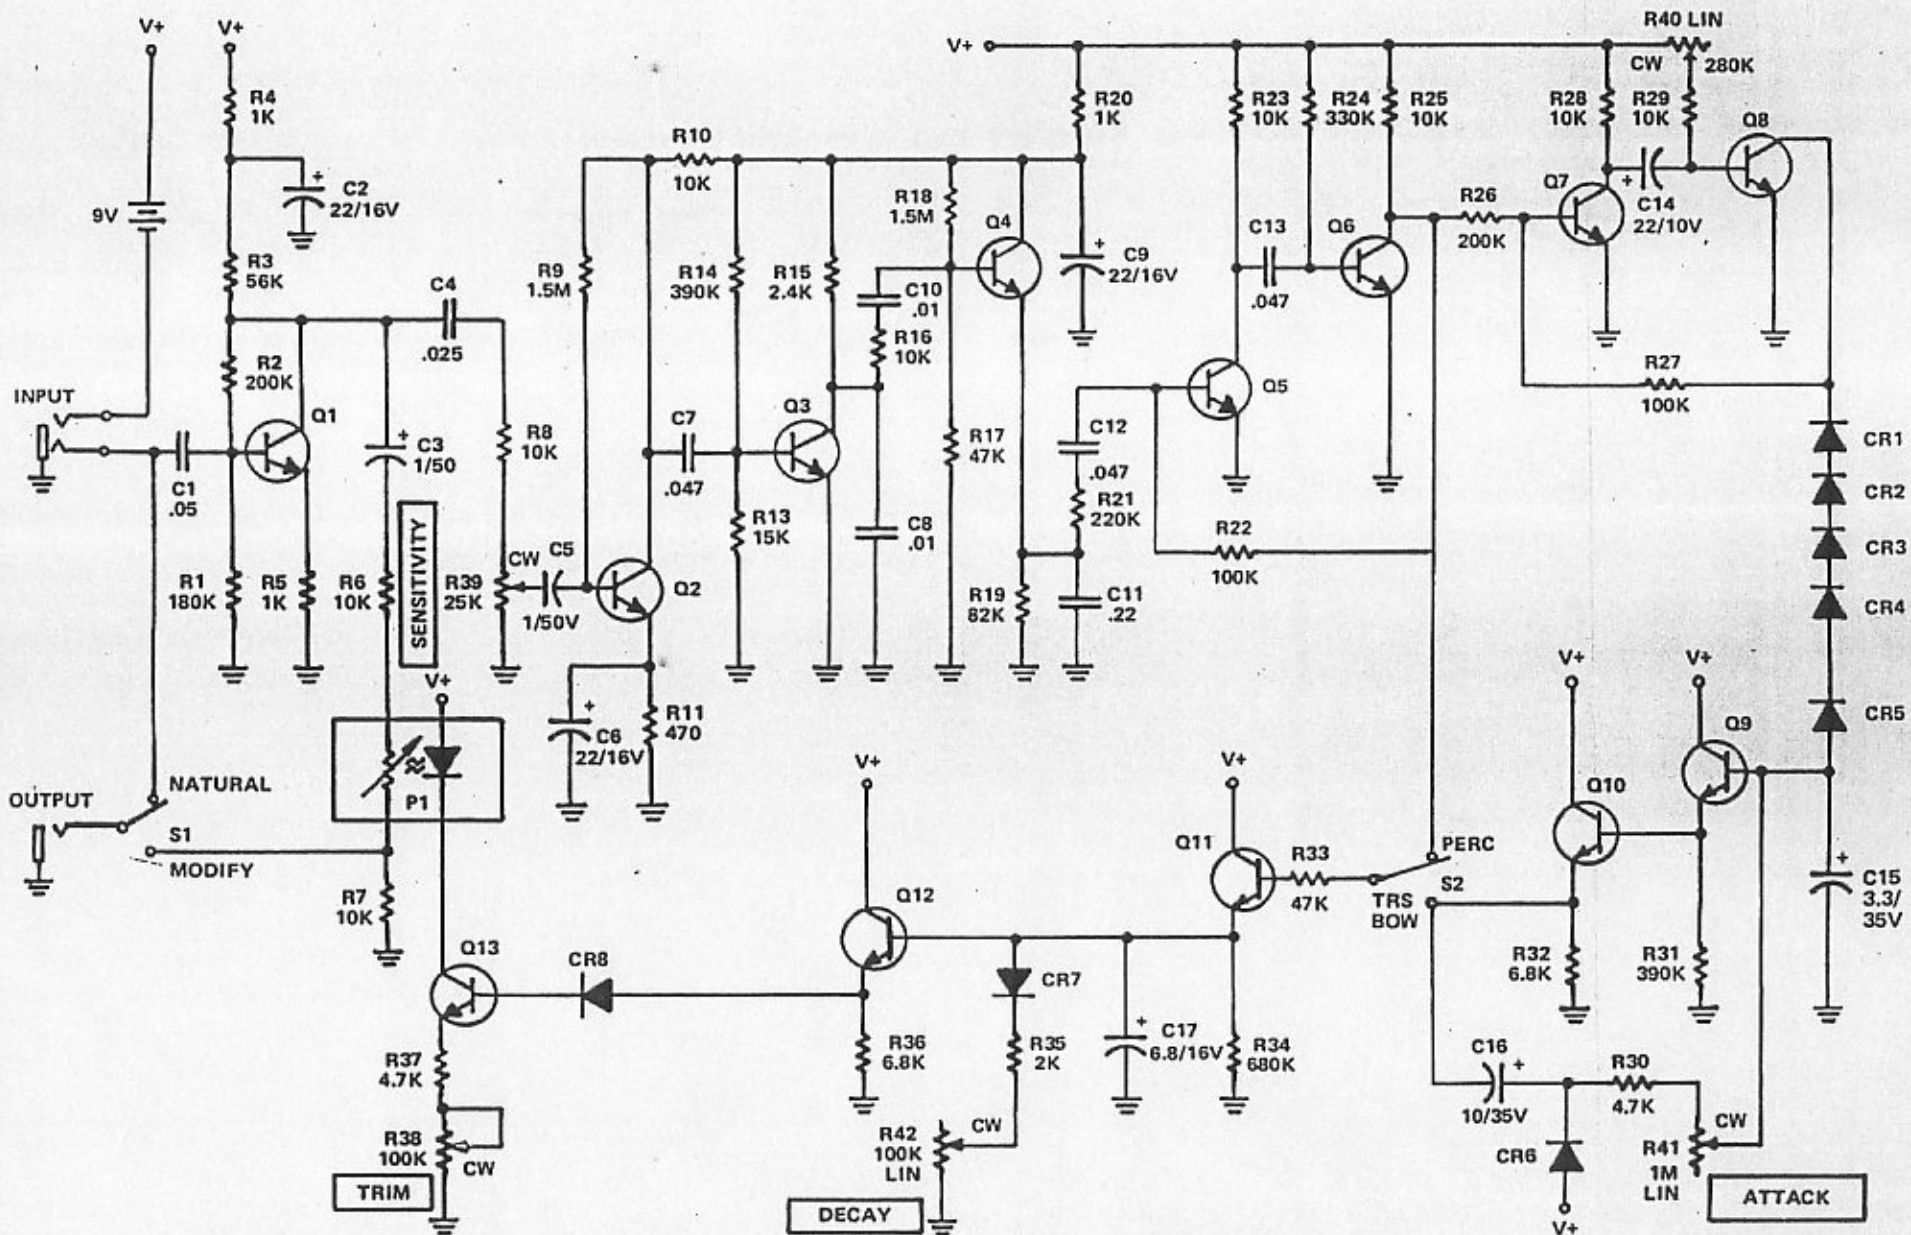 V+
V+
V+
R40 LIN
280K
CW
R4
1K
C2
22/16V
9V
R3
56K
C4
.025
R2
200K
INPUT
Q1
C1
.05
R1
180K
R5
1K
C3
1/50
R6
10K
SENSITIVITY
R8
10K
R39
25K
CW
C5
1/50V
Q2
R9
1.5M
R10
10K
C7
.047
R14
390K
R13
15K
R15
2.4K
Q3
C10
.01
R16
10K
C8
.01
R18
1.5M
R17
47K
Q4
R20
1K
C9
22/16V
R19
82K
C12
.047
R21
220K
C11
.22
R22
100K
R23
10K
R24
330K
R25
10K
C13
.047
Q5
Q6
R26
200K
R28
10K
R29
10K
Q7
C14
22/10V
Q8
R27
100K
CR1
CR2
CR3
CR4
CR5
C6
22/16V
R11
470
V+
P1
OUTPUT
NATURAL
S1
MODIFY
R7
10K
Q13
CR8
R37
4.7K
R38
100K
CW
TRIM
V+
Q12
R36
6.8K
CR7
R35
2K
R42
100K
LIN
CW
DECAY
C17
6.8/16V
R34
680K
V+
Q11
R33
47K
PERC
S2
TRS
BOW
V+
V+
Q10
Q9
R32
6.8K
R31
390K
C15
3.3/
35V
C16
10/35V
R30
4.7K
CR6
V+
R41
1M
LIN
CW
ATTACK